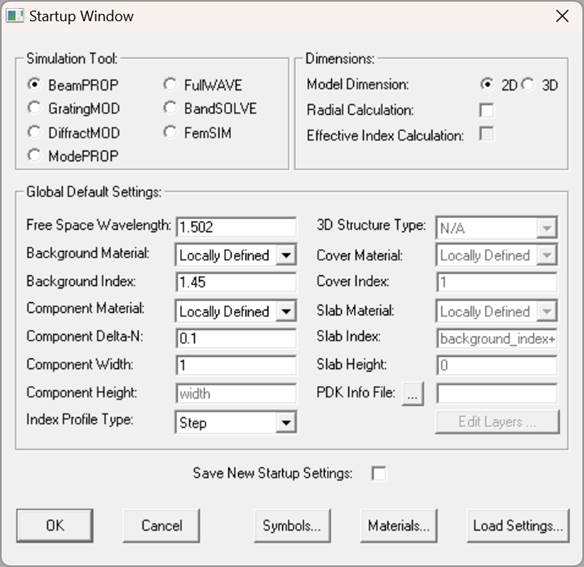 Startup Window
Simulation Tool:
BeamPROP
FullWAVE
GratingMOD
BandSOLVE
DiffractMOD
FemSIM
ModePROP
Dimensions:
Model Dimension: 2D 3D
Radial Calculation:
Effective Index Calculation:
Global Default Settings:
Free Space Wavelength: 1.502
Background Material: Locally Defined
Background Index: 1.45
Component Material: Locally Defined
Component Delta-N: 0.1
Component Width: 1
Component Height: width
Index Profile Type: Step
3D Structure Type: N/A
Cover Material: Locally Defined
Cover Index: 1
Slab Material: Locally Defined
Slab Index: background_index+
Slab Height: 0
PDK Info File: ...
Edit Layers ...
Save New Startup Settings:
OK
Cancel
Symbols...
Materials...
Load Settings...